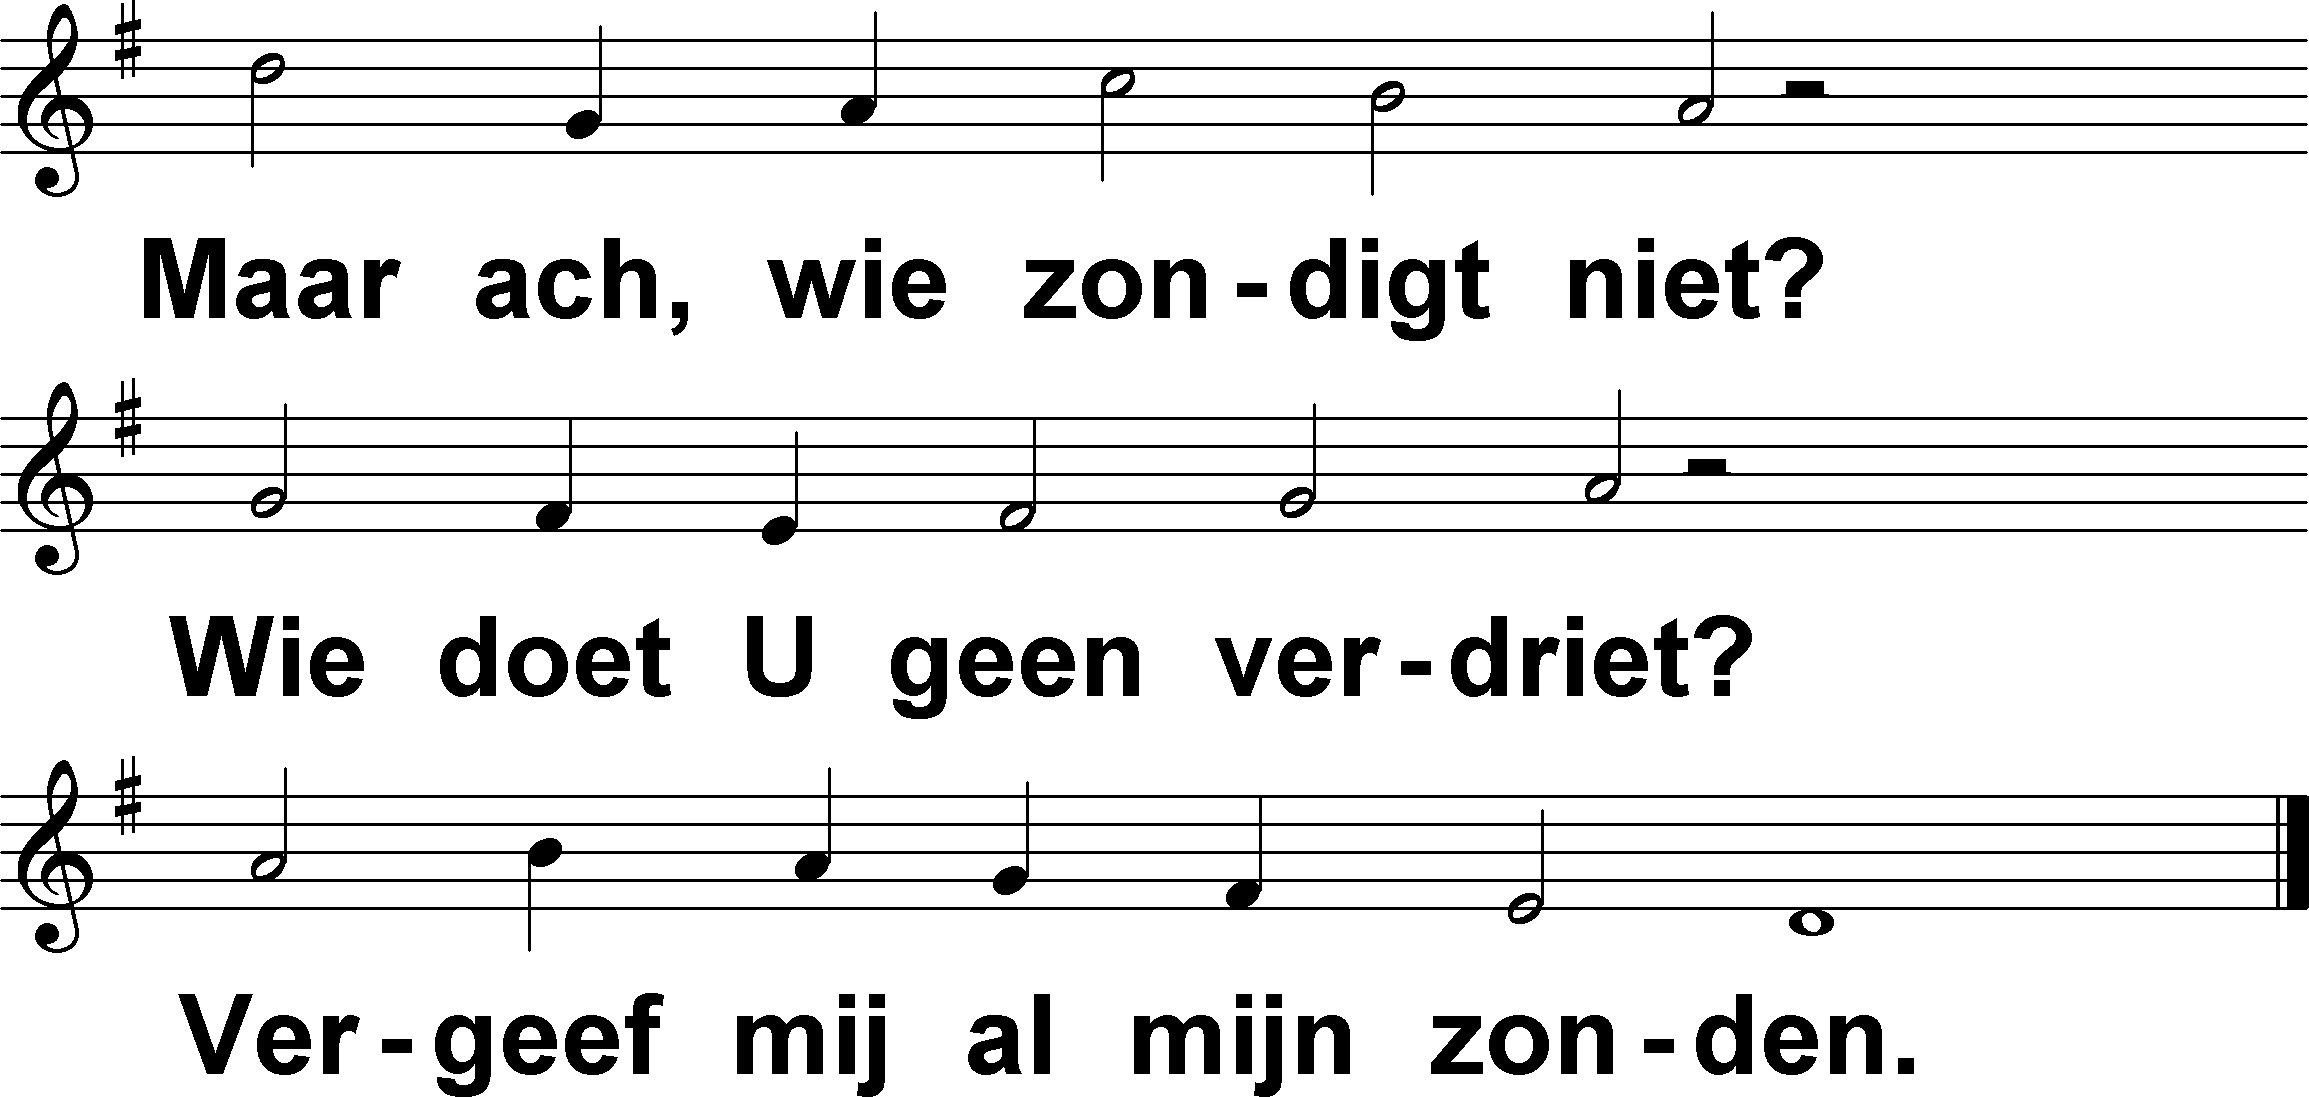 Maar ach, wie zon-digt niet?
Wie doet U geen ver-driet?
Ver-geef mij al mijn zon-den.